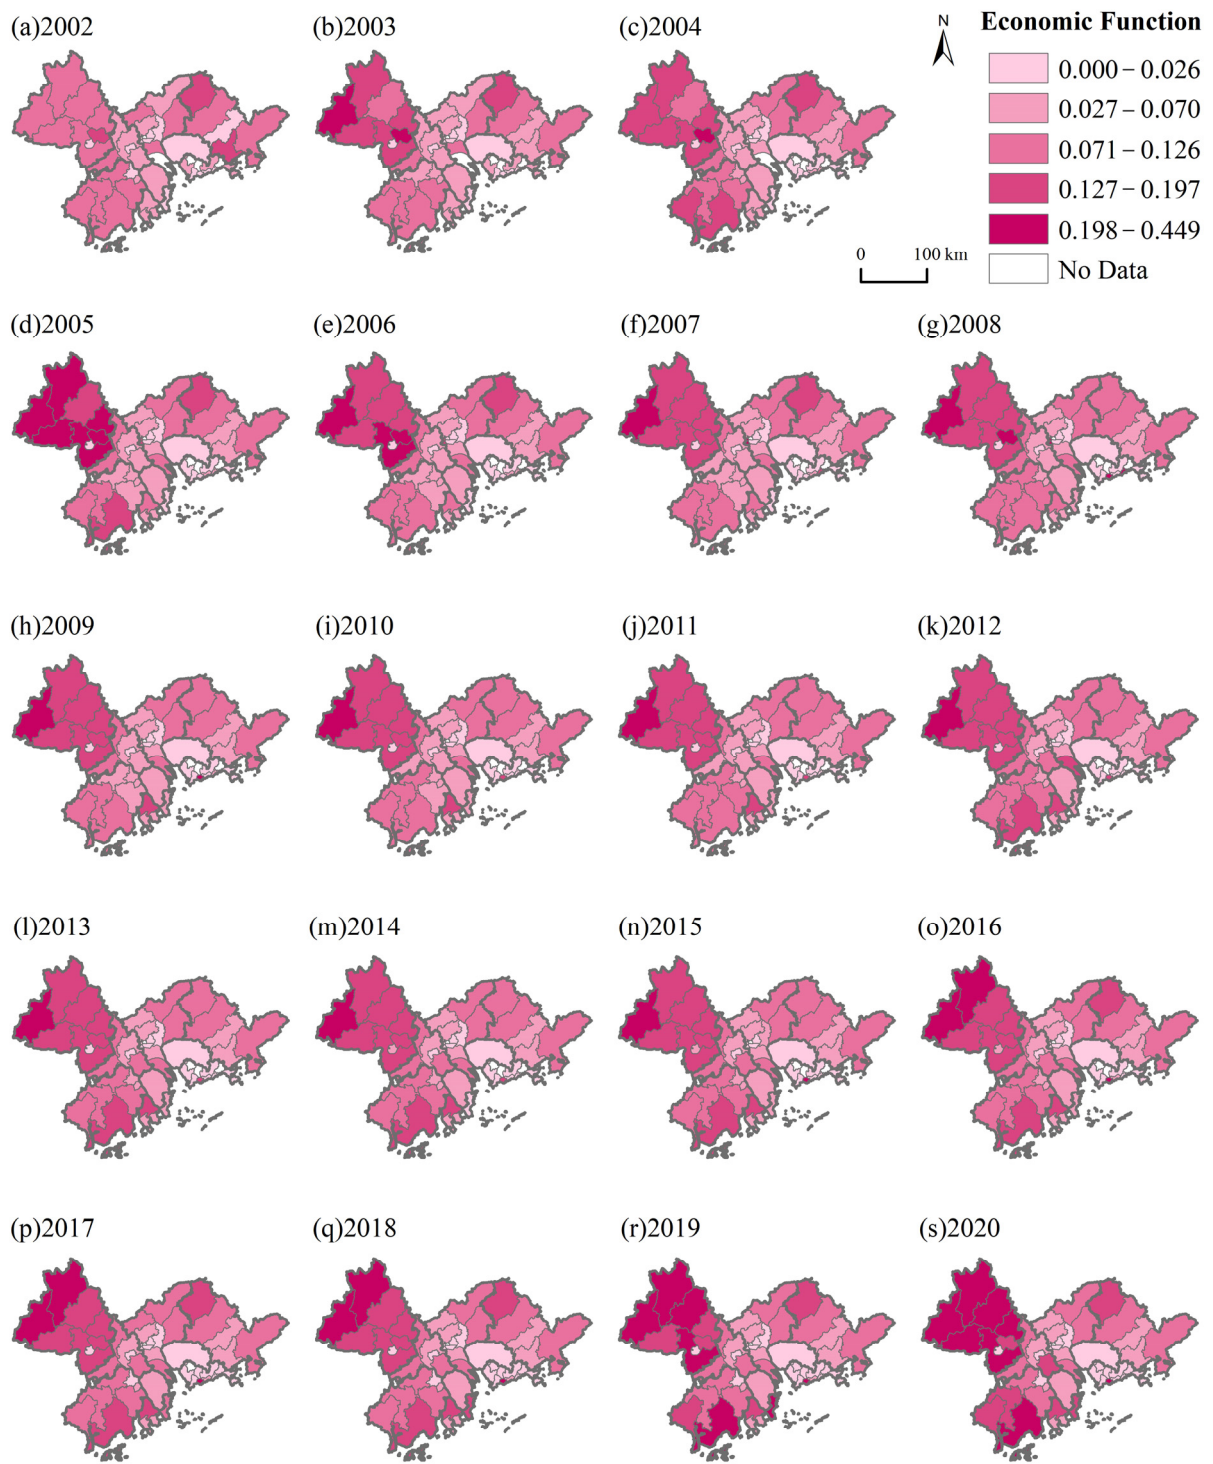 (a)2002
(b)2003
(c)2004
N
Economic Function
0.000 – 0.026
0.027 – 0.070
0.071 – 0.126
0.127 – 0.197
0.198 – 0.449
No Data
0 100 km
(d)2005
(e)2006
(f)2007
(g)2008
(h)2009
(i)2010
(j)2011
(k)2012
(l)2013
(m)2014
(n)2015
(o)2016
(p)2017
(q)2018
(r)2019
(s)2020